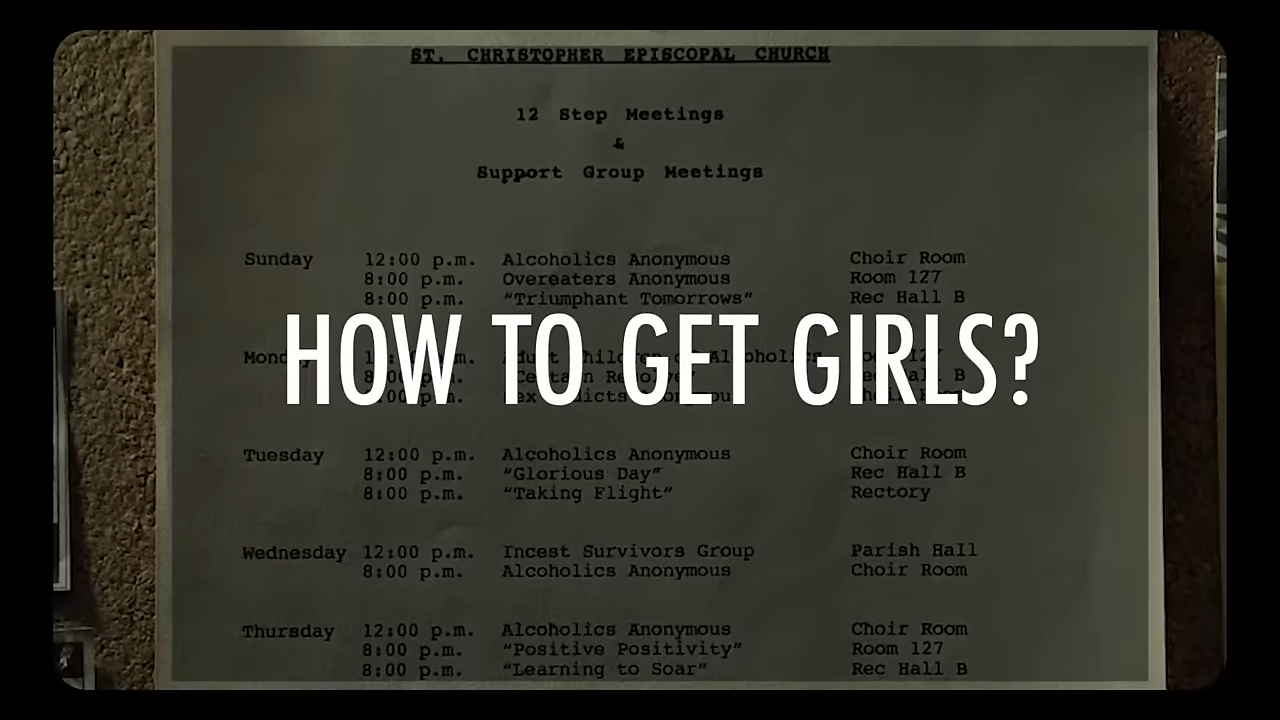 ST. CHRISTOPHER EPISCOPAL CHURCH
12 Step Meetings
&
Support Group Meetings
Sunday 12:00 p.m. Alcoholics Anonymous Choir Room
8:00 p.m. Overeaters Anonymous Room 127
8:00 p.m. “Triumphant Tomorrows” Rec Hall B
HOW TO GET GIRLS?
Tuesday 12:00 p.m. Alcoholics Anonymous Choir Room
8:00 p.m. “Glorious Day” Rec Hall B
8:00 p.m. “Taking Flight” Rectory
Wednesday 12:00 p.m. Incest Survivors Group Parish Hall
8:00 p.m. Alcoholics Anonymous Choir Room
Thursday 12:00 p.m. Alcoholics Anonymous Choir Room
8:00 p.m. “Positive Positivity” Room 127
8:00 p.m. “Learning to Soar” Rec Hall B